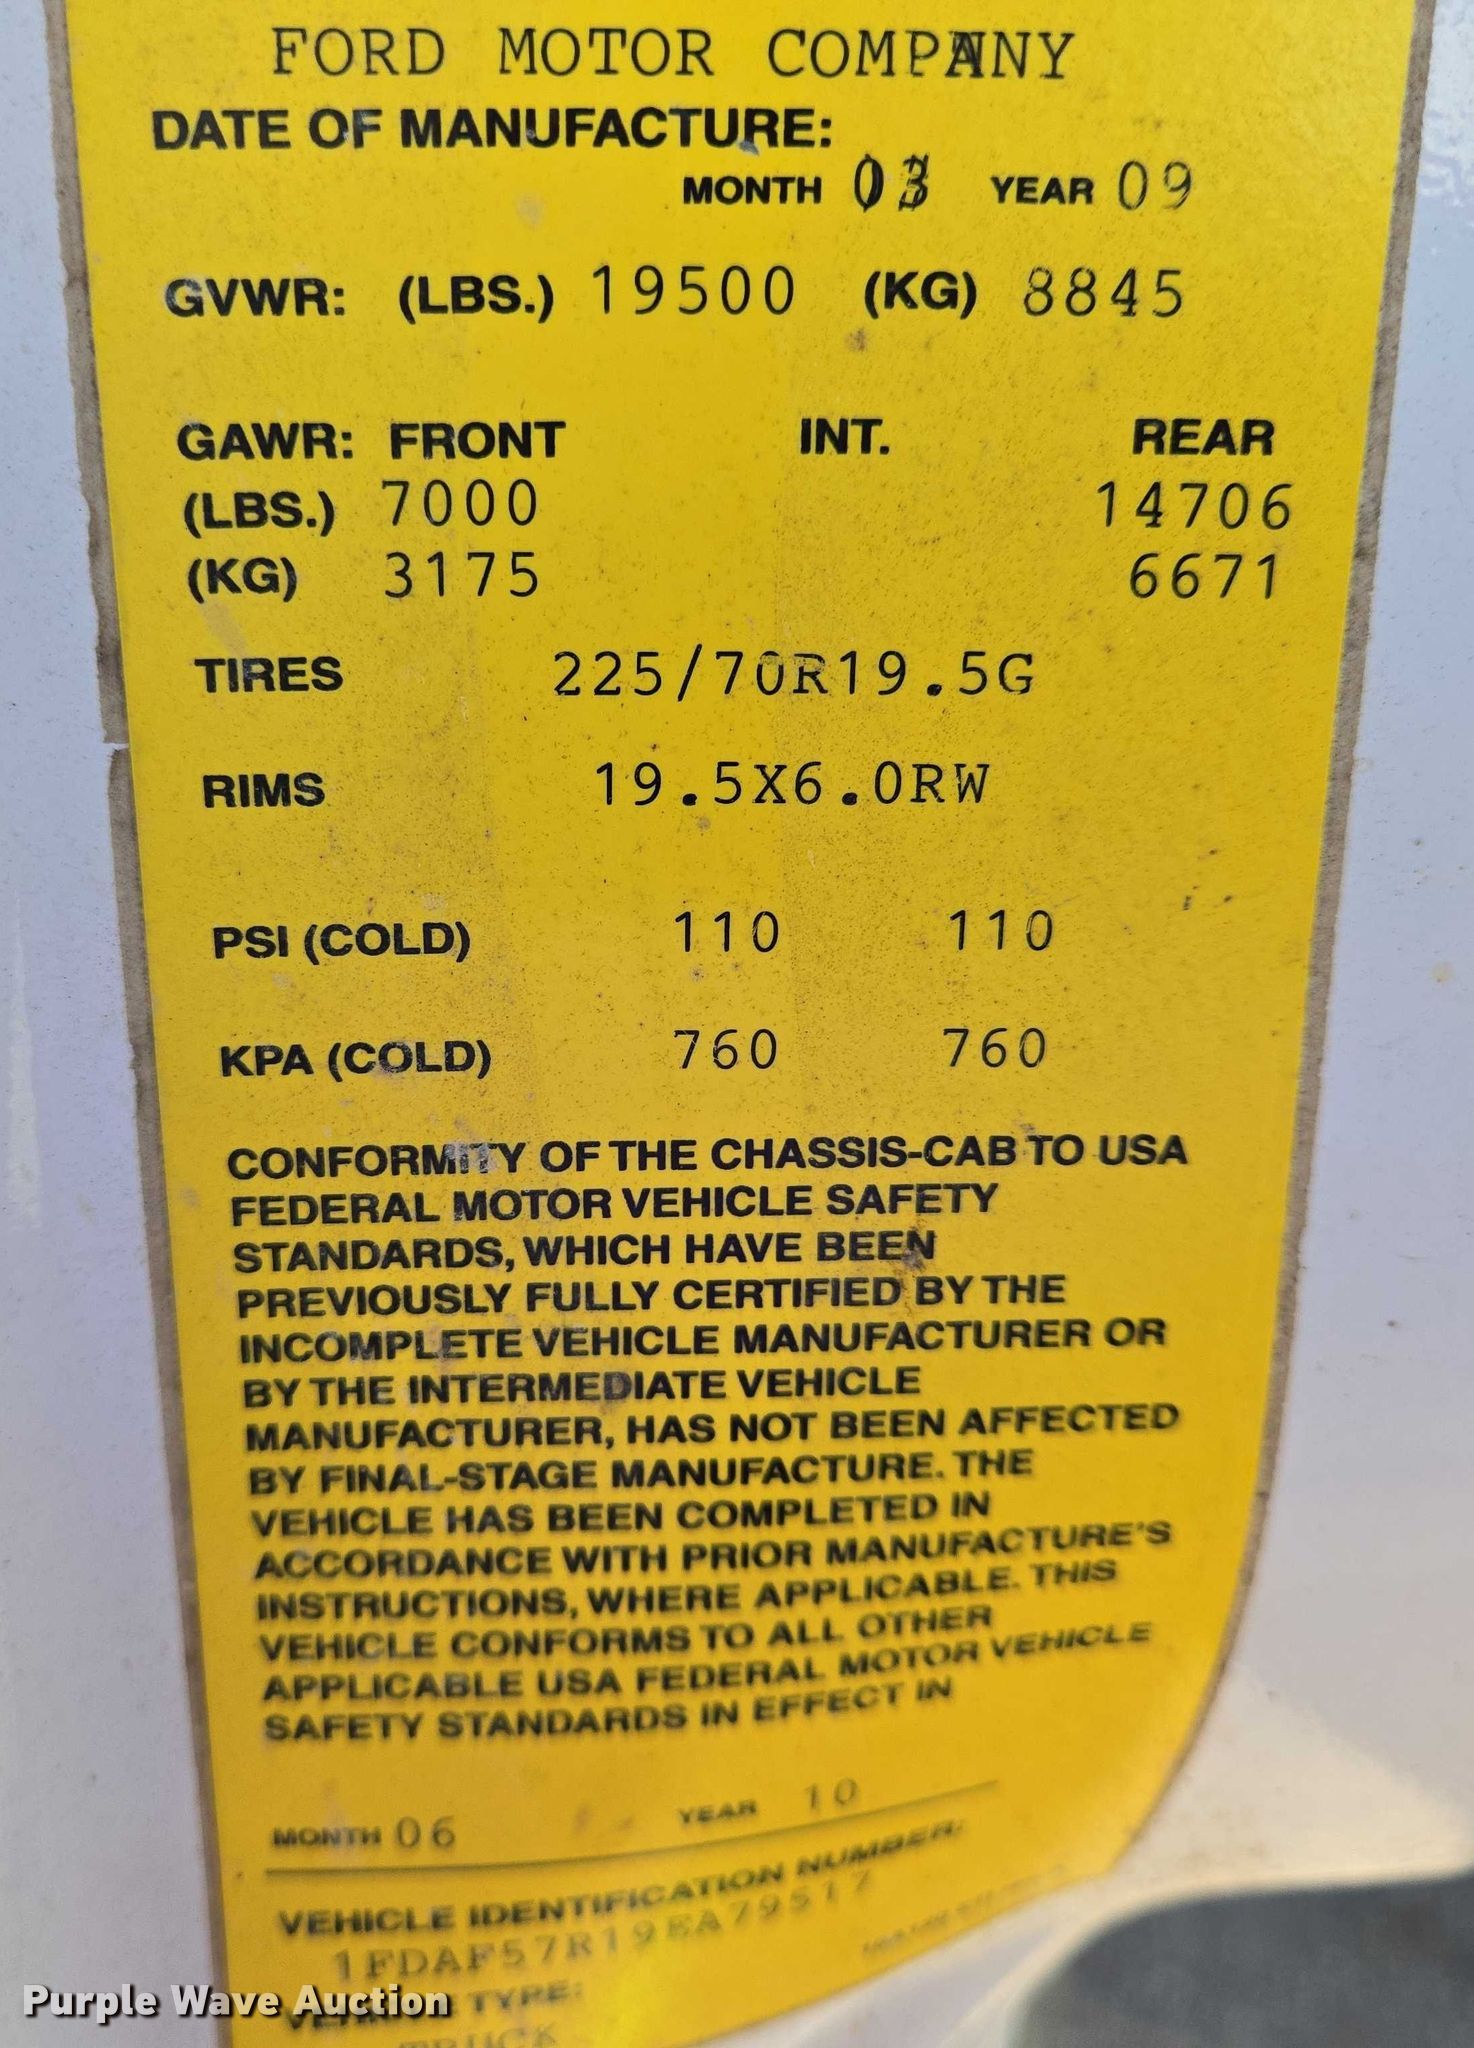 FORD MOTOR COMPANY
DATE OF MANUFACTURE:
MONTH 03 YEAR 09
GVWR: (LBS.) 19500 (KG) 8845
GAWR: FRONT INT. REAR
(LBS.) 7000 14706
(KG) 3175 6671
TIRES 225/70R19.5G
RIMS 19.5X6.0RW
PSI (COLD) 110 110
KPA (COLD) 760 760
CONFORMITY OF THE CHASSIS-CAB TO USA
FEDERAL MOTOR VEHICLE SAFETY
STANDARDS, WHICH HAVE BEEN
PREVIOUSLY FULLY CERTIFIED BY THE
INCOMPLETE VEHICLE MANUFACTURER OR
BY THE INTERMEDIATE VEHICLE
MANUFACTURER, HAS NOT BEEN AFFECTED
BY FINAL-STAGE MANUFACTURE. THE
VEHICLE HAS BEEN COMPLETED IN
ACCORDANCE WITH PRIOR MANUFACTURE'S
INSTRUCTIONS, WHERE APPLICABLE. THIS
VEHICLE CONFORMS TO ALL OTHER
APPLICABLE USA FEDERAL MOTOR VEHICLE
SAFETY STANDARDS IN EFFECT IN
MONTH 06 YEAR 10
VEHICLE IDENTIFICATION NUMBER:
1FDAF57R19EA79517
VEHICLE TYPE:
TRUCK
Purple Wave Auction